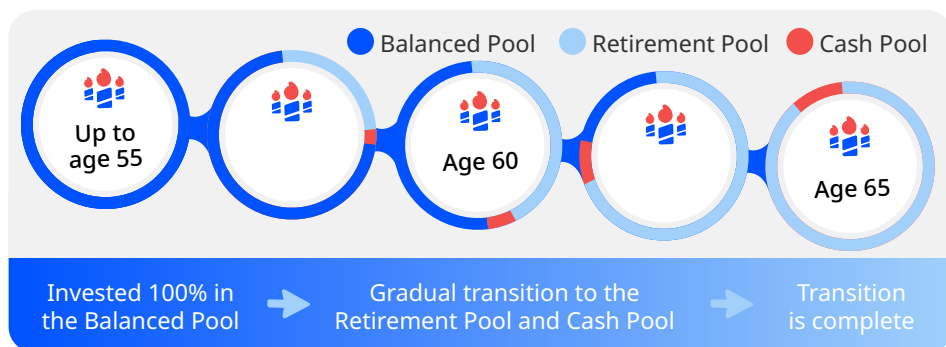 Balanced Pool
Retirement Pool
Cash Pool
Up to
age 55
Age 60
Age 65
Invested 100% in
the Balanced Pool
Gradual transition to the
Retirement Pool and Cash Pool
Transition
is complete